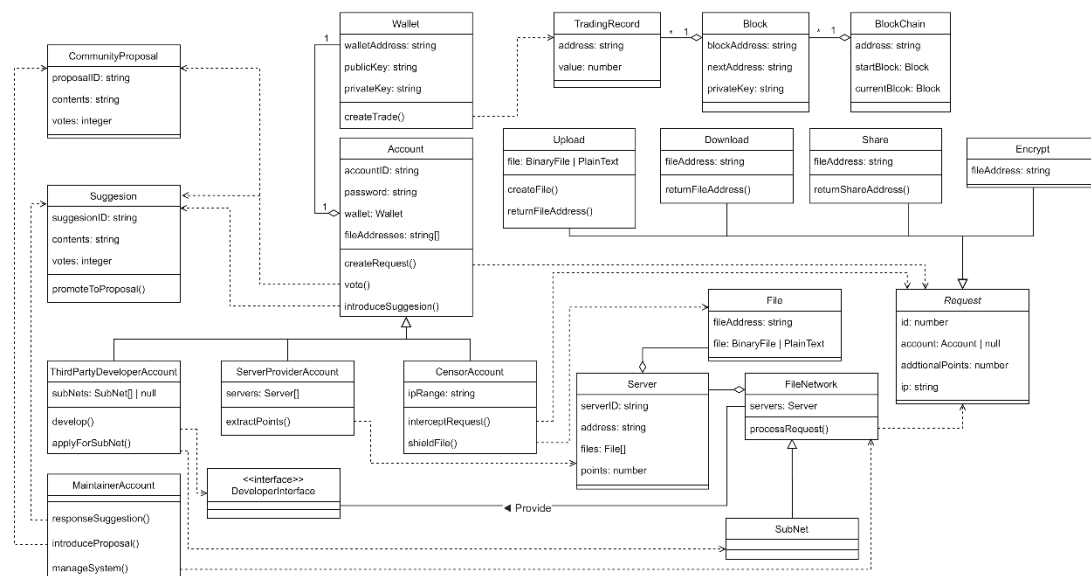 Wallet
walletAddress: string
publicKey: string
privateKey: string
createTrade()
TradingRecord
address: string
value: number
* 1
Block
blockAddress: string
nextAddress: string
privateKey: string
* 1
BlockChain
address: string
startBlock: Block
currentBlcok: Block
CommunityProposal
proposalID: string
contents: string
votes: integer
1
1
Account
accountID: string
password: string
wallet: Wallet
fileAddresses: string[]
createRequest()
vote()
introduceSuggesion()
Upload
file: BinaryFile | PlainText
createFile()
returnFileAddress()
Download
fileAddress: string
returnFileAddress()
Share
fileAddress: string
returnShareAddress()
Encrypt
fileAddress: string
Suggesion
suggesionID: string
contents: string
votes: integer
promoteToProposal()
File
fileAddress: string
file: BinaryFile | PlainText
Request
id: number
account: Account | null
addtionalPoints: number
ip: string
ThirdPartyDeveloperAccount
subNets: SubNet[] | null
develop()
applyForSubNet()
ServerProviderAccount
servers: Server[]
extractPoints()
CensorAccount
ipRange: string
interceptRequest()
shieldFile()
Server
serverID: string
address: string
files: File[]
points: number
FileNetwork
servers: Server
processRequest()
MaintainerAccount
responseSuggestion()
introduceProposal()
manageSystem()
<<interface>>
DeveloperInterface
◄ Provide
SubNet